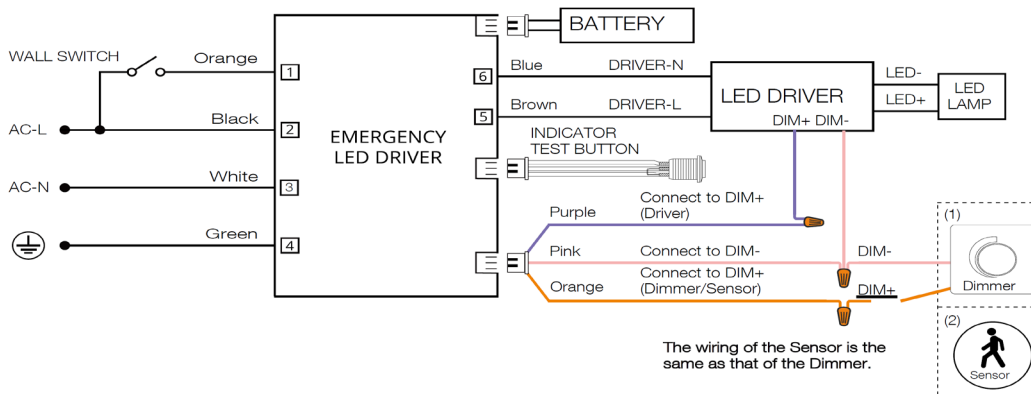 BATTERY
WALL SWITCH
Orange
1
6
Blue
DRIVER-N
LED DRIVER
DIM+ DIM-
LED-
LED+
LED
LAMP
AC-L
Black
2
5
Brown
DRIVER-L
EMERGENCY
LED DRIVER
INDICATOR
TEST BUTTON
AC-N
White
3
Green
4
Purple
Connect to DIM+
(Driver)
Pink
Connect to DIM-
DIM-
Orange
Connect to DIM+
(Dimmer/Sensor)
DIM+
(1)
Dimmer
(2)
Sensor
The wiring of the Sensor is the
same as that of the Dimmer.